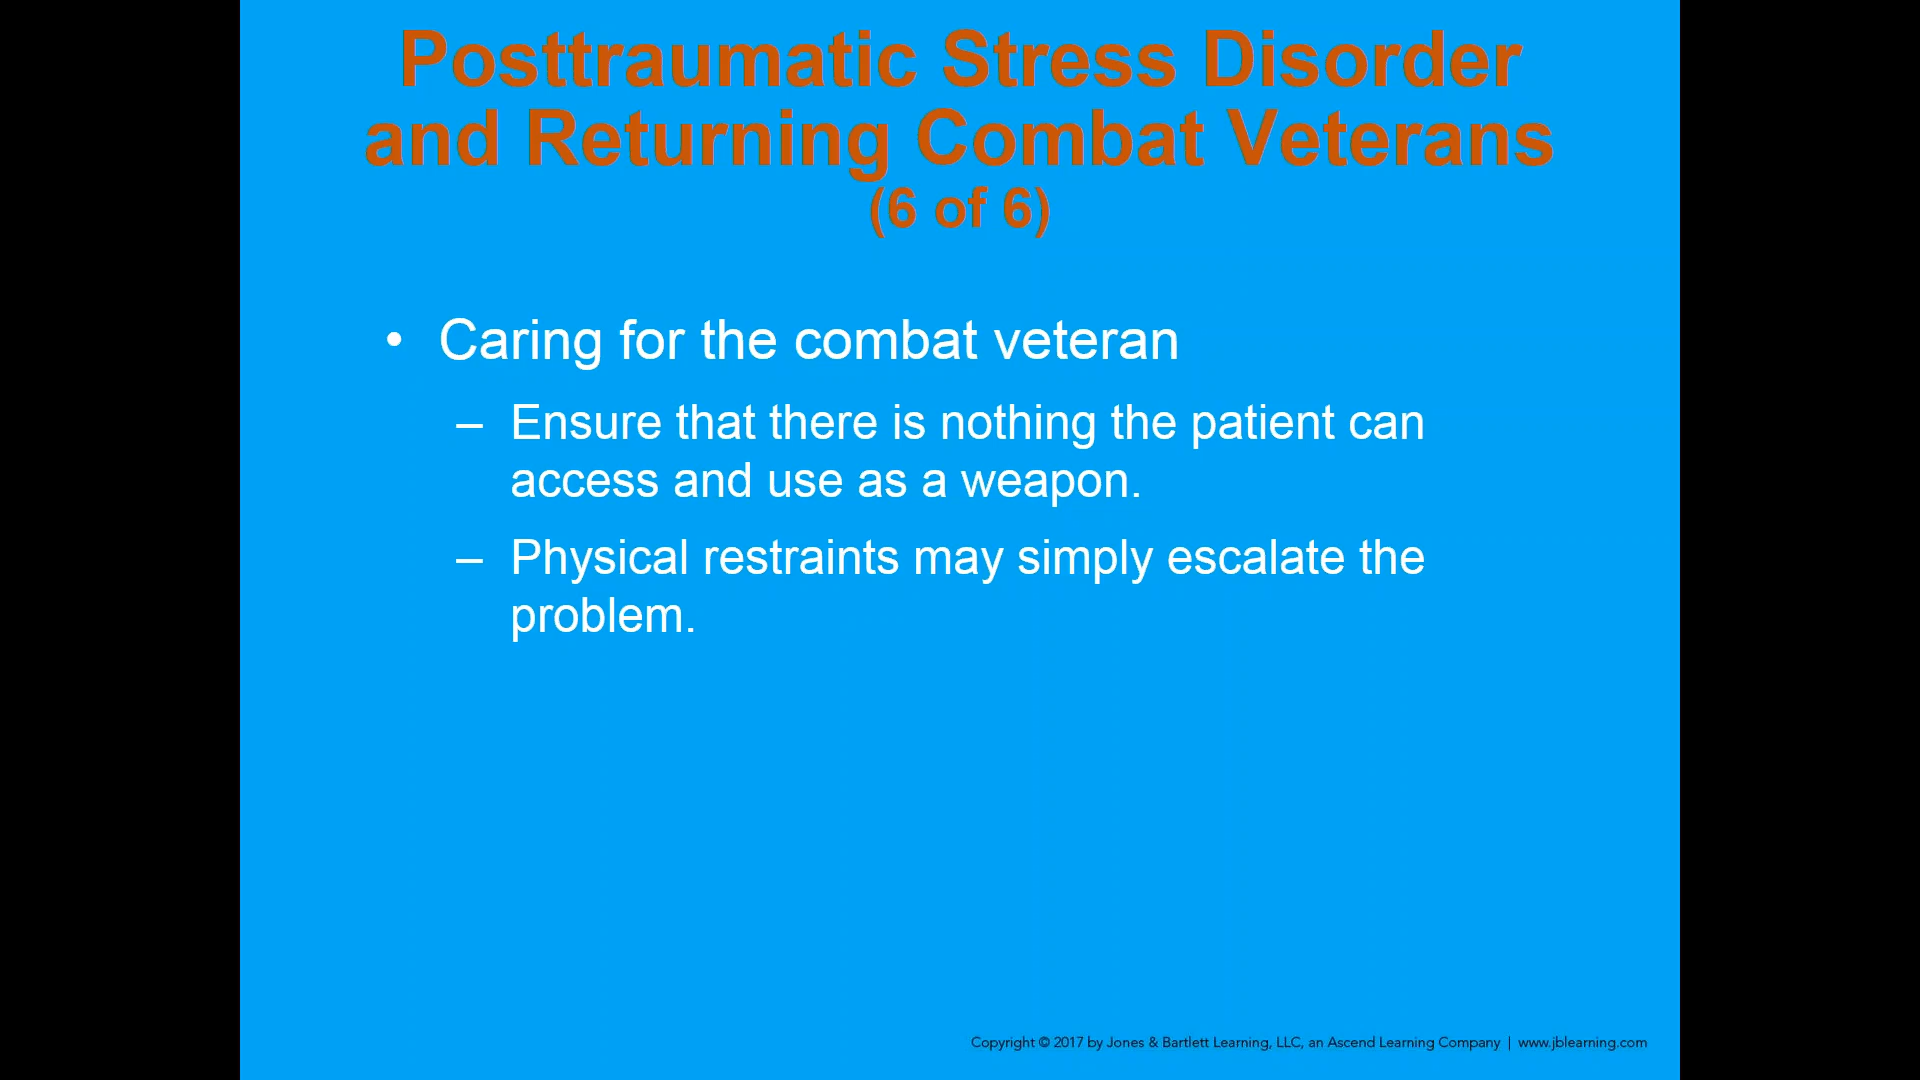 Posttraumatic Stress Disorder
and Returning Combat Veterans
(6 of 6)
• Caring for the combat veteran
– Ensure that there is nothing the patient can
access and use as a weapon.
– Physical restraints may simply escalate the
problem.
Copyright © 2017 by Jones & Bartlett Learning, LLC, an Ascend Learning Company | www.jblearning.com